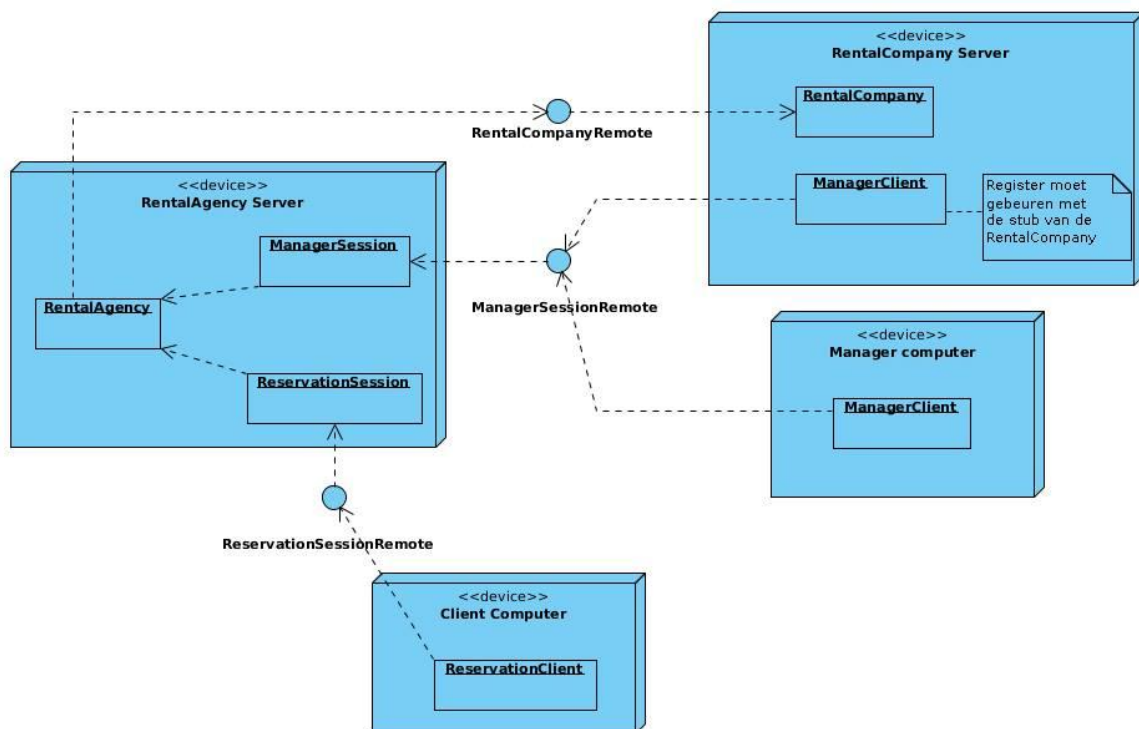 <<device>>
RentalCompany Server
RentalCompany
RentalCompanyRemote
<<device>>
RentalAgency Server
ManagerClient
Register moet
gebeuren met
de stub van de
RentalCompany
ManagerSession
RentalAgency
ManagerSessionRemote
<<device>>
Manager computer
ReservationSession
ManagerClient
ReservationSessionRemote
<<device>>
Client Computer
ReservationClient